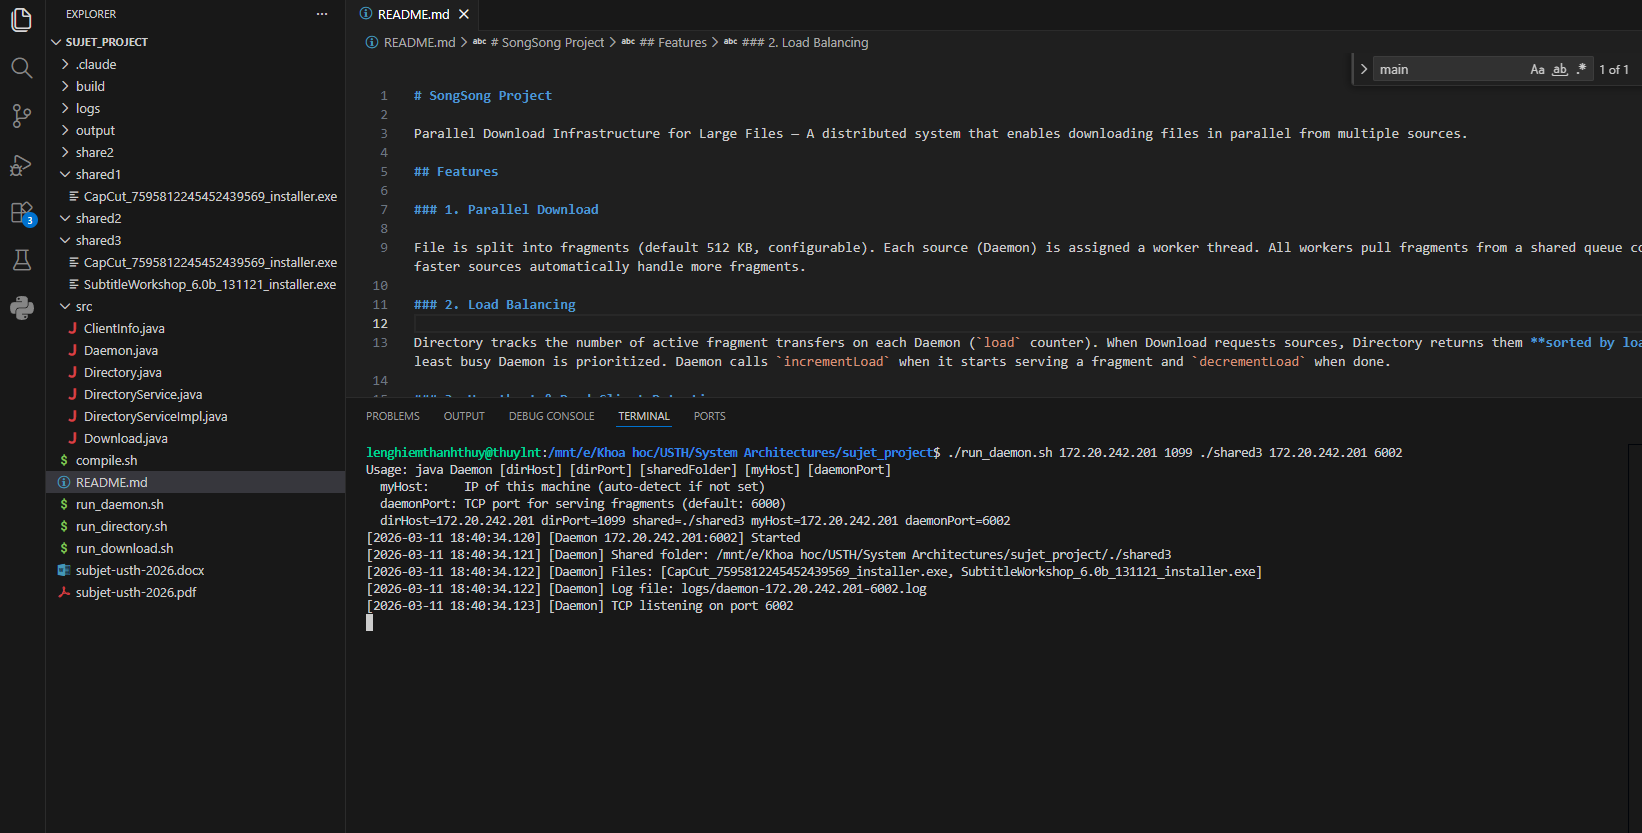 EXPLORER
SUJET_PROJECT
.claude
build
logs
output
share2
shared1
CapCut_7595812245452439569_installer.exe
shared2
shared3
CapCut_7595812245452439569_installer.exe
SubtitleWorkshop_6.0b_131121_installer.exe
src
ClientInfo.java
Daemon.java
Directory.java
DirectoryService.java
DirectoryServiceImpl.java
Download.java
compile.sh
README.md
run_daemon.sh
run_directory.sh
run_download.sh
subjet-usth-2026.docx
subjet-usth-2026.pdf
3
README.md
README.md > # SongSong Project > ## Features > ### 2. Load Balancing
main
Aa ab .* 1 of 1
1 # SongSong Project
2
3 Parallel Download Infrastructure for Large Files — A distributed system that enables downloading files in parallel from multiple sources.
4
5 ## Features
6
7 ### 1. Parallel Download
8
9 File is split into fragments (default 512 KB, configurable). Each source (Daemon) is assigned a worker thread. All workers pull fragments from a shared queue
faster sources automatically handle more fragments.
10
11 ### 2. Load Balancing
12
13 Directory tracks the number of active fragment transfers on each Daemon (`load` counter). When Download requests sources, Directory returns them **sorted by
least busy Daemon is prioritized. Daemon calls `incrementLoad` when it starts serving a fragment and `decrementLoad` when done.
14
PROBLEMS OUTPUT DEBUG CONSOLE TERMINAL PORTS
lenghiemthanhthuy@thuylnt:/mnt/e/Khoa hoc/USTH/System Architectures/sujet_project$ ./run_daemon.sh 172.20.242.201 1099 ./shared3 172.20.242.201 6002
Usage: java Daemon [dirHost] [dirPort] [sharedFolder] [myHost] [daemonPort]
myHost: IP of this machine (auto-detect if not set)
daemonPort: TCP port for serving fragments (default: 6000)
dirHost=172.20.242.201 dirPort=1099 shared=./shared3 myHost=172.20.242.201 daemonPort=6002
[2026-03-11 18:40:34.120] [Daemon 172.20.242.201:6002] Started
[2026-03-11 18:40:34.121] [Daemon] Shared folder: /mnt/e/Khoa hoc/USTH/System Architectures/sujet_project/./shared3
[2026-03-11 18:40:34.122] [Daemon] Files: [CapCut_7595812245452439569_installer.exe, SubtitleWorkshop_6.0b_131121_installer.exe]
[2026-03-11 18:40:34.122] [Daemon] Log file: logs/daemon-172.20.242.201-6002.log
[2026-03-11 18:40:34.123] [Daemon] TCP listening on port 6002